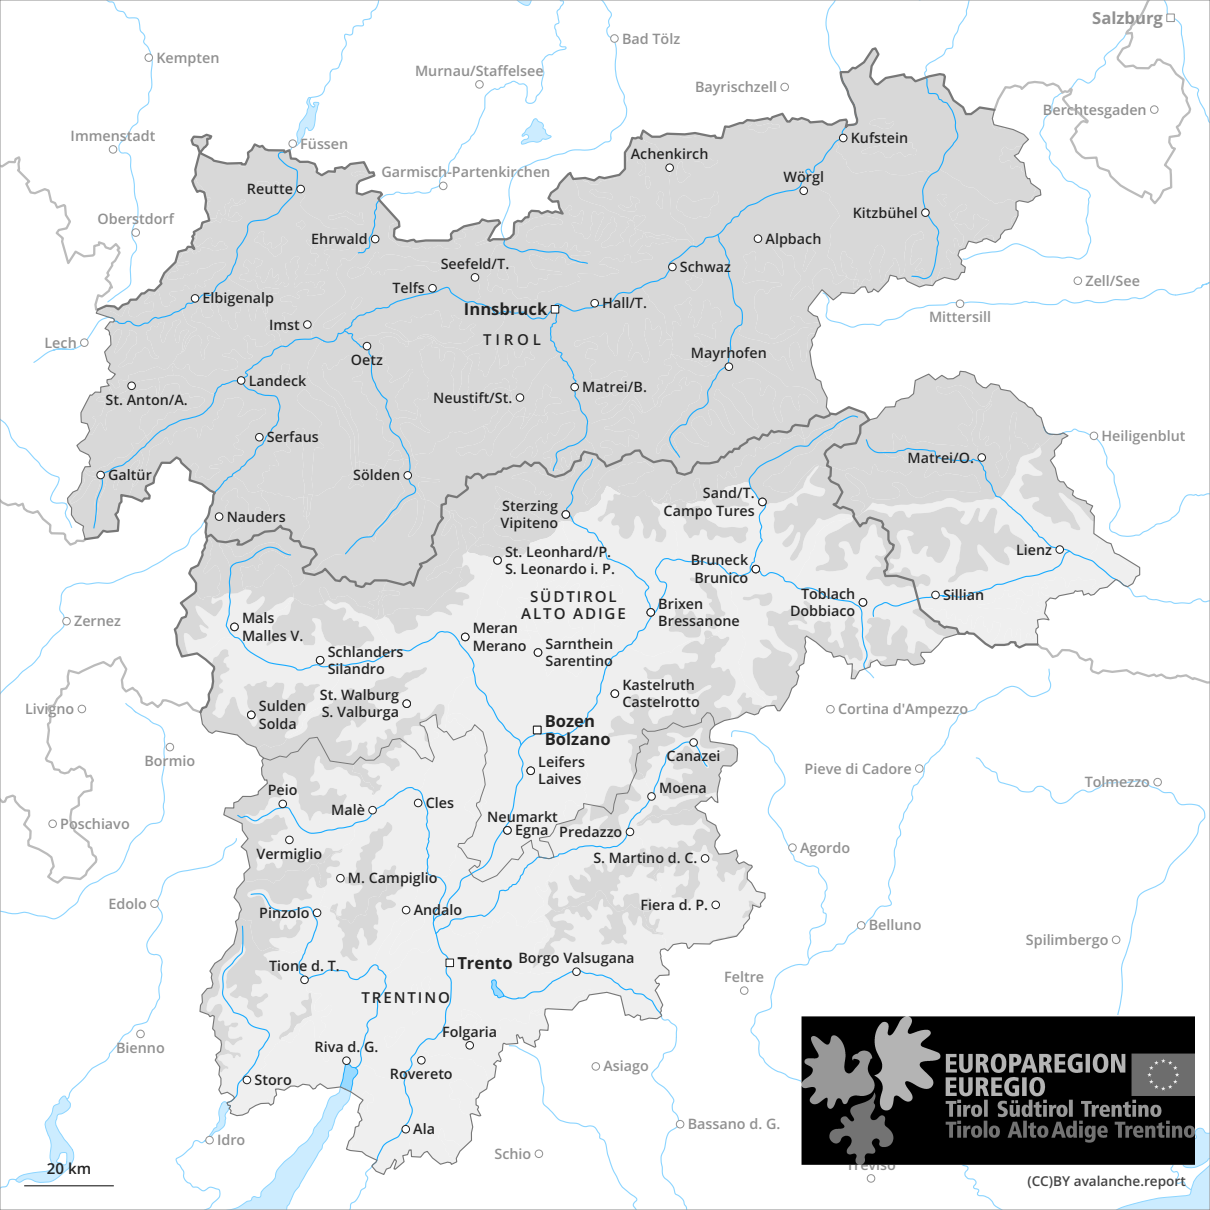 Salzburg
Bad Tölz
Kempten
Murnau/Staffelsee
Bayrischzell
Berchtesgaden
Immenstadt
Füssen
Kufstein
Achenkirch
Garmisch-Partenkirchen
Wörgl
Reutte
Kitzbühel
Oberstdorf
Ehrwald
Alpbach
Seefeld/T.
Schwaz
Zell/See
Telfs
Elbigenalp
Hall/T.
Innsbruck
Mittersill
Imst
TIROL
Lech
Oetz
Mayrhofen
Landeck
Matrei/B.
St. Anton/A.
Neustift/St.
Serfaus
Heiligenblut
Matrei/O.
Galtür
Sölden
Sand/T.
Campo Tures
Sterzing
Vipiteno
Nauders
St. Leonhard/P.
S. Leonardo i. P.
Lienz
Bruneck
Brunico
SÜDTIROL
ALTO ADIGE
Toblach
Dobbiaco
Sillian
Brixen
Bressanone
Zernez
Mals
Malles V.
Meran
Merano
Sarnthein
Sarentino
Schlanders
Silandro
Kastelruth
Castelrotto
St. Walburg
S. Valburga
Livigno
Sulden
Solda
Cortina d'Ampezzo
Bozen
Bolzano
Bormio
Canazei
Leifers
Laives
Pieve di Cadore
Tolmezzo
Peio
Moena
Malè
Cles
Neumarkt
Egna
Predazzo
Poschiavo
Vermiglio
Agordo
S. Martino d. C.
M. Campiglio
Edolo
Pinzolo
Andalo
Fiera d. P.
Belluno
Spilimbergo
Trento
Borgo Valsugana
Tione d. T.
Feltre
TRENTINO
Folgaria
Bienno
Riva d. G.
Rovereto
Asiago
Storo
EUROPAREGION
EUREGIO
Tirol Südtirol Trentino
Tirolo Alto Adige Trentino
Ala
Idro
Bassano d. G.
Schio
Treviso
20 km
(CC)BY avalanche.report